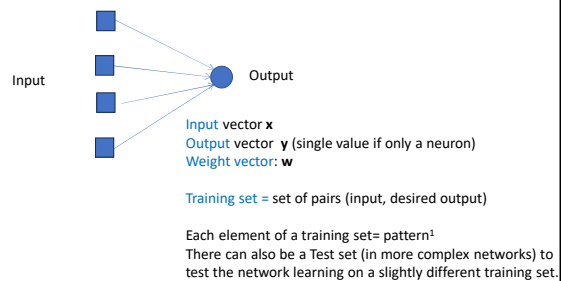 Input
Output
Input vector x
Output vector y (single value if only a neuron)
Weight vector: w
Training set = set of pairs (input, desired output)
Each element of a training set= pattern¹
There can also be a Test set (in more complex networks) to
test the network learning on a slightly different training set.